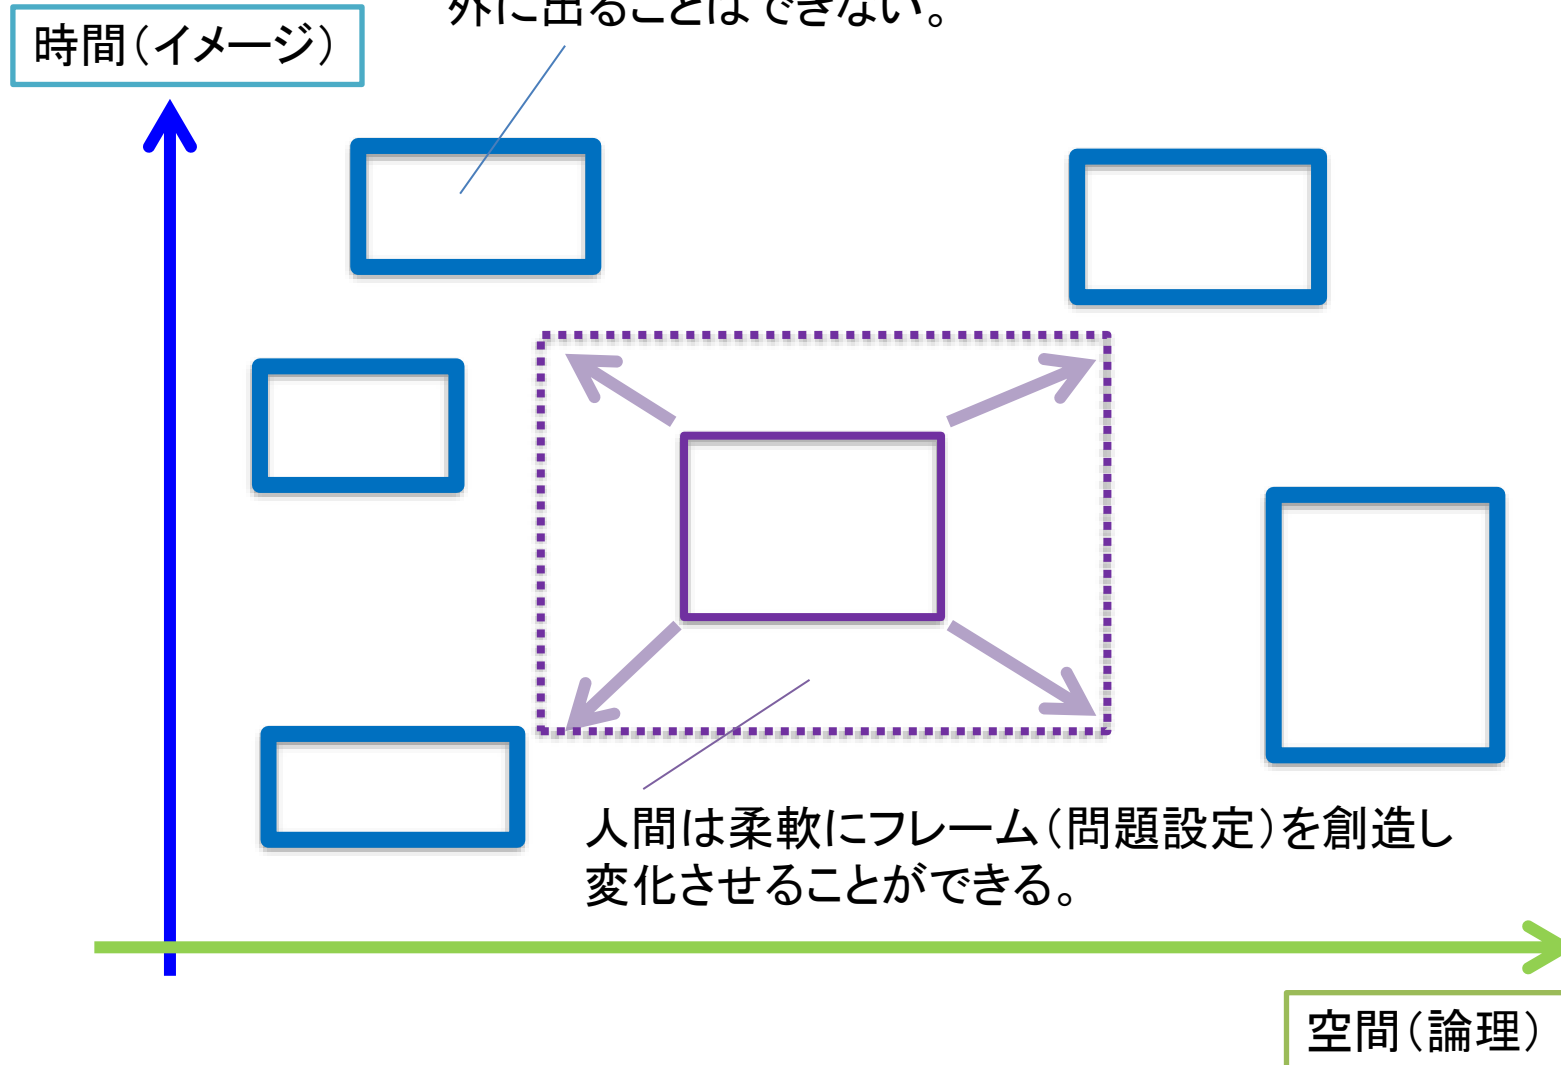 外に出ることはできない。
時間(イメージ)
人間は柔軟にフレーム(問題設定)を創造し
変化させることができる。
空間(論理)